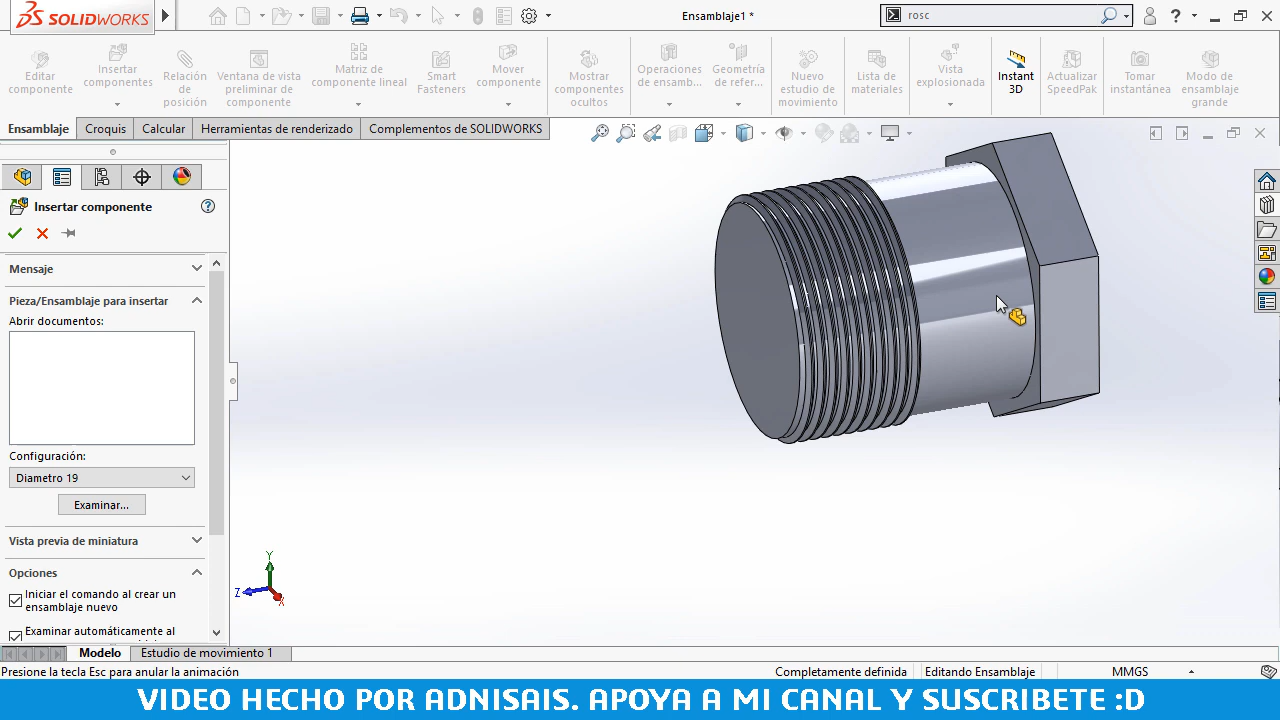 SOLIDWORKS
Ensamblaje1 *
rosc
Editar
componente
Insertar
componentes
Relación
de
posición
Ventana de vista
preliminar de
componente
Matriz de
componente lineal
Smart
Fasteners
Mover
componente
Mostrar
componentes
ocultos
Operaciones
de ensamb...
Geometría
de refer...
Nuevo
estudio de
movimiento
Lista de
materiales
Vista
explosionada
Instant
3D
Actualizar
SpeedPak
Tomar
instantánea
Modo de
ensamblaje
grande
Ensamblaje
Croquis
Calcular
Herramientas de renderizado
Complementos de SOLIDWORKS
Insertar componente
Mensaje
Pieza/Ensamblaje para insertar
Abrir documentos:
Configuración:
Diametro 19
Examinar...
Vista previa de miniatura
Opciones
Iniciar el comando al crear un
ensamblaje nuevo
Examinar automáticamente al
Y
Z
X
Modelo
Estudio de movimiento 1
Presione la tecla Esc para anular la animación
Completamente definida
Editando Ensamblaje
MMGS
VIDEO HECHO POR ADNISAIS. APOYA A MI CANAL Y SUSCRIBETE :D